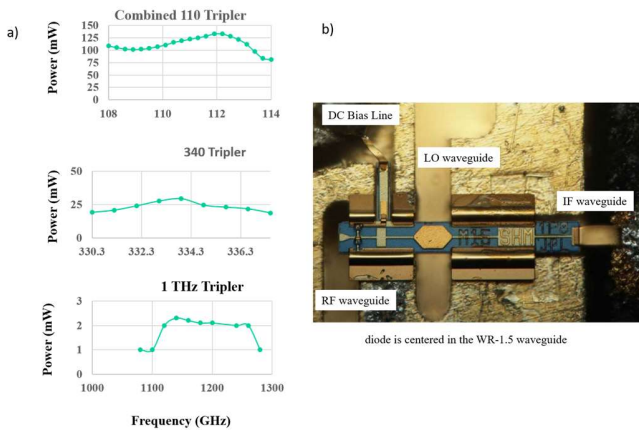 a)
Combined 110 Tripler
Power (mW)
150
125
100
75
50
25
0
108
110
112
114
340 Tripler
Power (mW)
50
25
0
330.3
332.3
334.3
336.3
1 THz Tripler
Power (mW)
3
2
1
0
1000
1100
1200
1300
Frequency (GHz)
b)
DC Bias Line
LO waveguide
IF waveguide
RF waveguide
SHM
diode is centered in the WR-1.5 waveguide